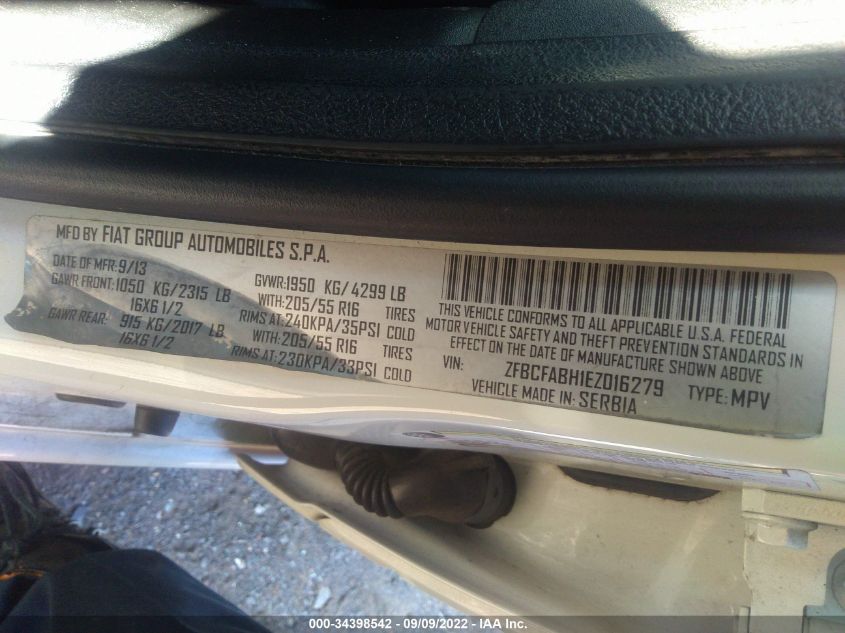 MFD BY FIAT GROUP AUTOMOBILES S.P.A.
DATE OF MFR: 9/13
GAWR FRONT: 1050 KG/2315 LB
16X6 1/2
GAWR REAR: 915 KG/2017 LB
16X6 1/2
GVWR: 1950 KG/ 4299 LB
WITH: 205/55 R16 TIRES
RIMS AT: 240KPA/35PSI COLD
WITH: 205/55 R16 TIRES
RIMS AT: 230KPA/33PSI COLD
THIS VEHICLE CONFORMS TO ALL APPLICABLE U.S.A. FEDERAL
MOTOR VEHICLE SAFETY AND THEFT PREVENTION STANDARDS IN
EFFECT ON THE DATE OF MANUFACTURE SHOWN ABOVE
VIN: ZFBCFABH1EZ016279 TYPE: MPV
VEHICLE MADE IN: SERBIA
000-34398542 - 09/09/2022 - IAA Inc.